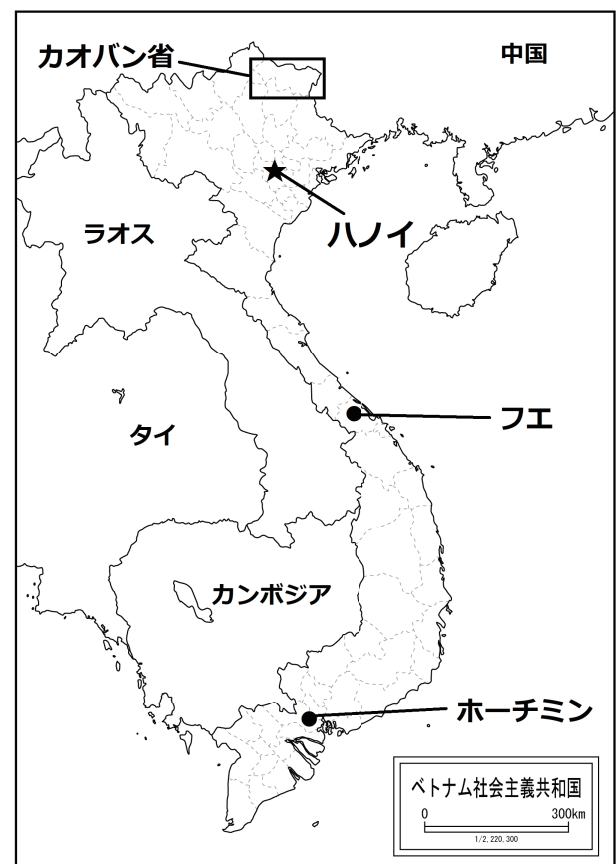 カオバン省
中国
ハノイ
ラオス
フエ
タイ
カンボジア
ホーチミン
ベトナム社会主義共和国
0 300km
1/2,220,300